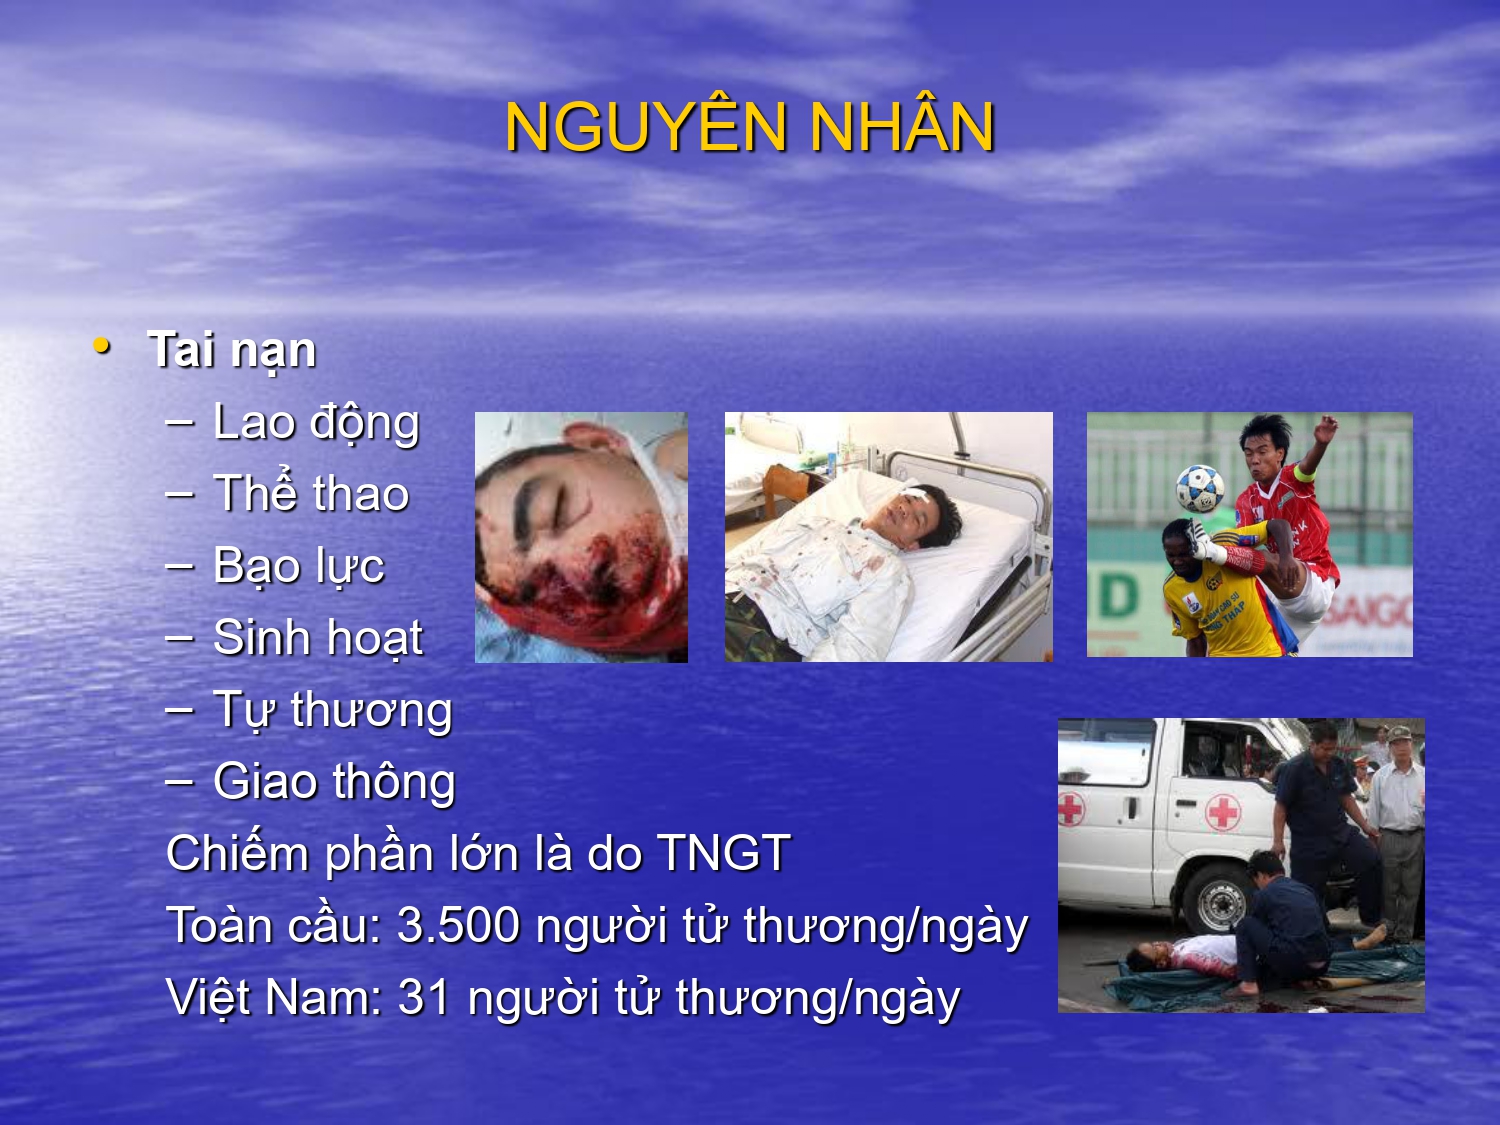 NGUYÊN NHÂN
• Tai nạn
– Lao động
– Thể thao
– Bạo lực
– Sinh hoạt
– Tự thương
– Giao thông
Chiếm phần lớn là do TNGT
Toàn cầu: 3.500 người tử thương/ngày
Việt Nam: 31 người tử thương/ngày